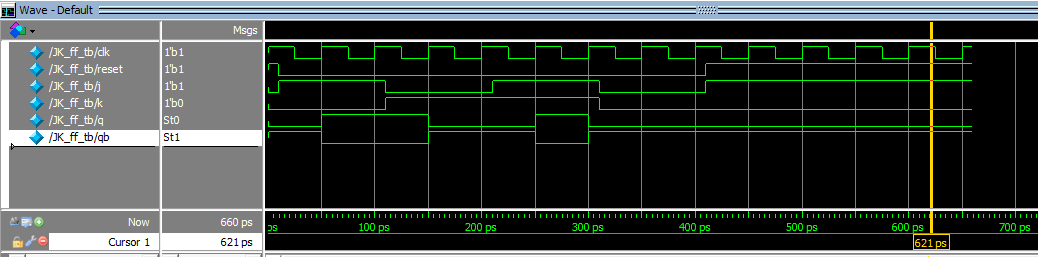 Wave - Default
Msgs
/JK_ff_tb/clk 1'b1
/JK_ff_tb/reset 1'b1
/JK_ff_tb/j 1'b1
/JK_ff_tb/k 1'b0
/JK_ff_tb/q St0
/JK_ff_tb/qb St1
Now 660 ps ps 100 ps 200 ps 300 ps 400 ps 500 ps 600 ps 700 ps
Cursor 1 621 ps 621 ps